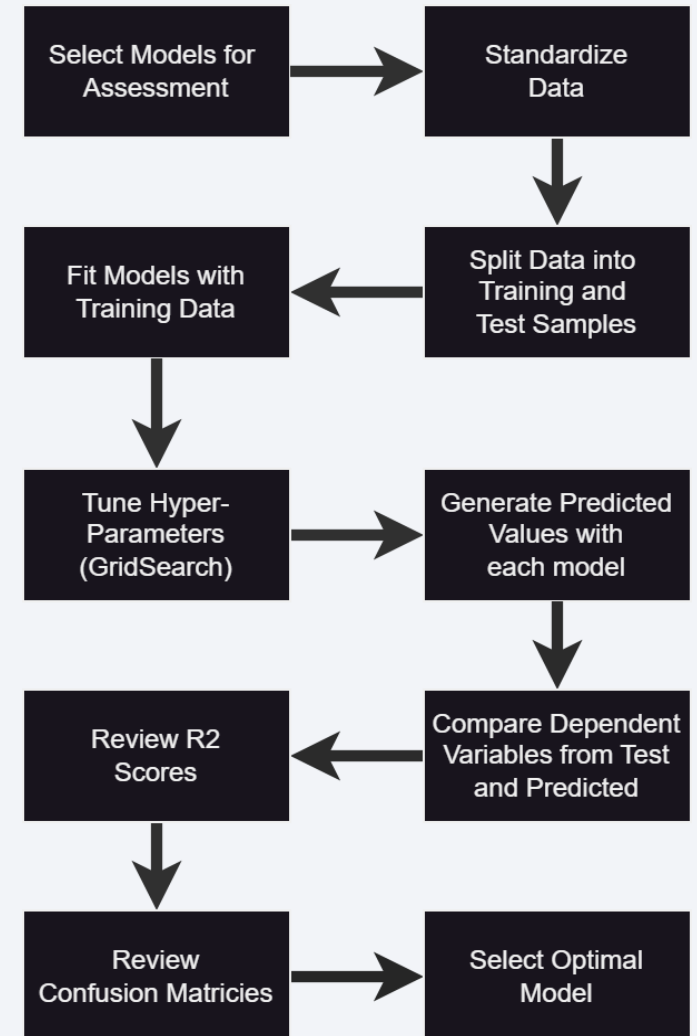 Select Models for
Assessment
Standardize
Data
Split Data into
Training and
Test Samples
Fit Models with
Training Data
Tune Hyper-
Parameters
(GridSearch)
Generate Predicted
Values with
each model
Compare Dependent
Variables from Test
and Predicted
Review R2
Scores
Review
Confusion Matricies
Select Optimal
Model